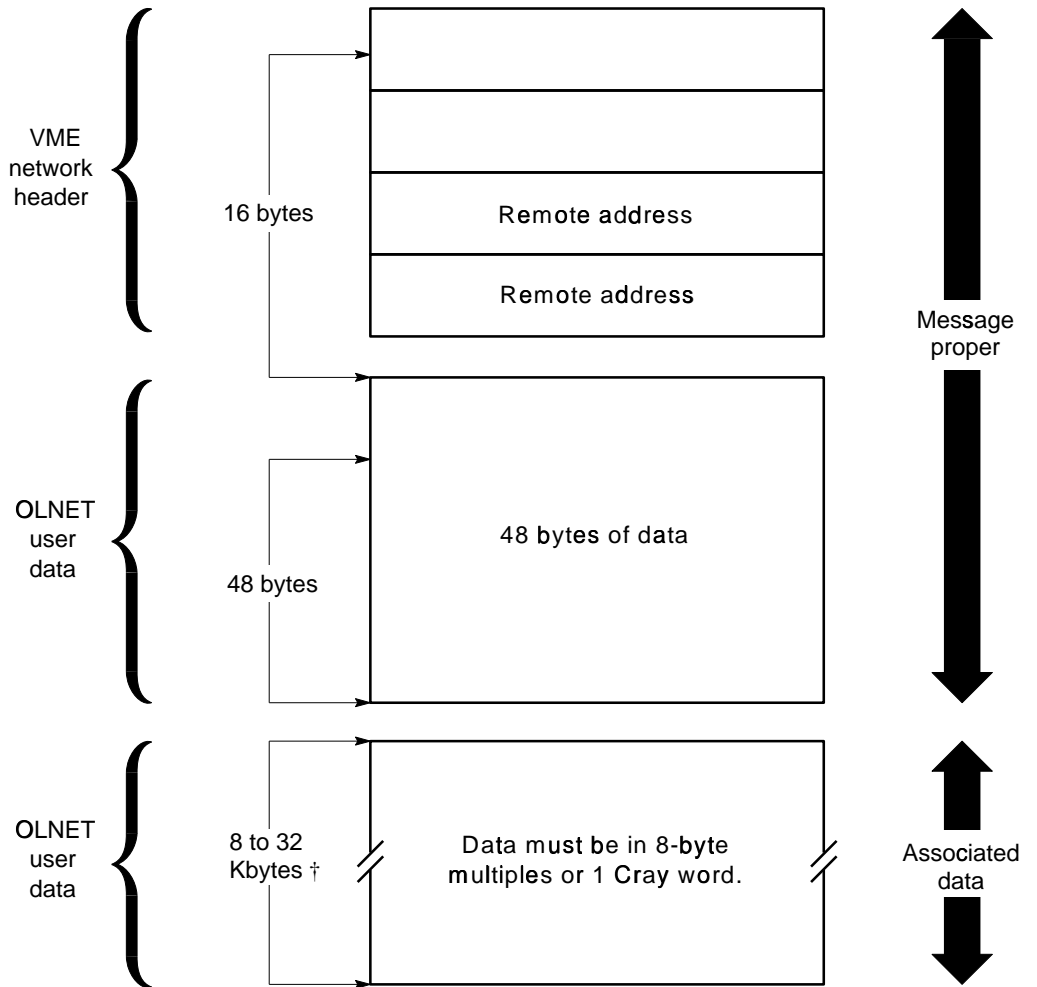 VME
network
header
16 bytes
Remote address
Remote address
Message
proper
OLNET
user
data
48 bytes
48 bytes of data
OLNET
user
data
8 to 32
Kbytes †
Data must be in 8-byte
multiples or 1 Cray word.
Associated
data